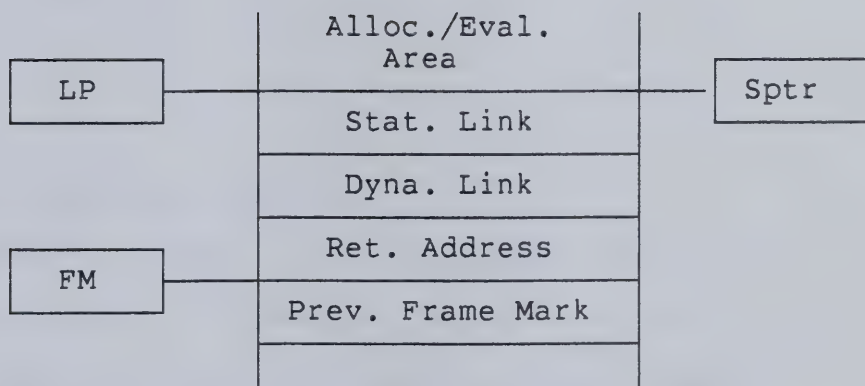 Alloc./Eval.
Area
LP
Sptr
Stat. Link
Dyna. Link
Ret. Address
FM
Prev. Frame Mark